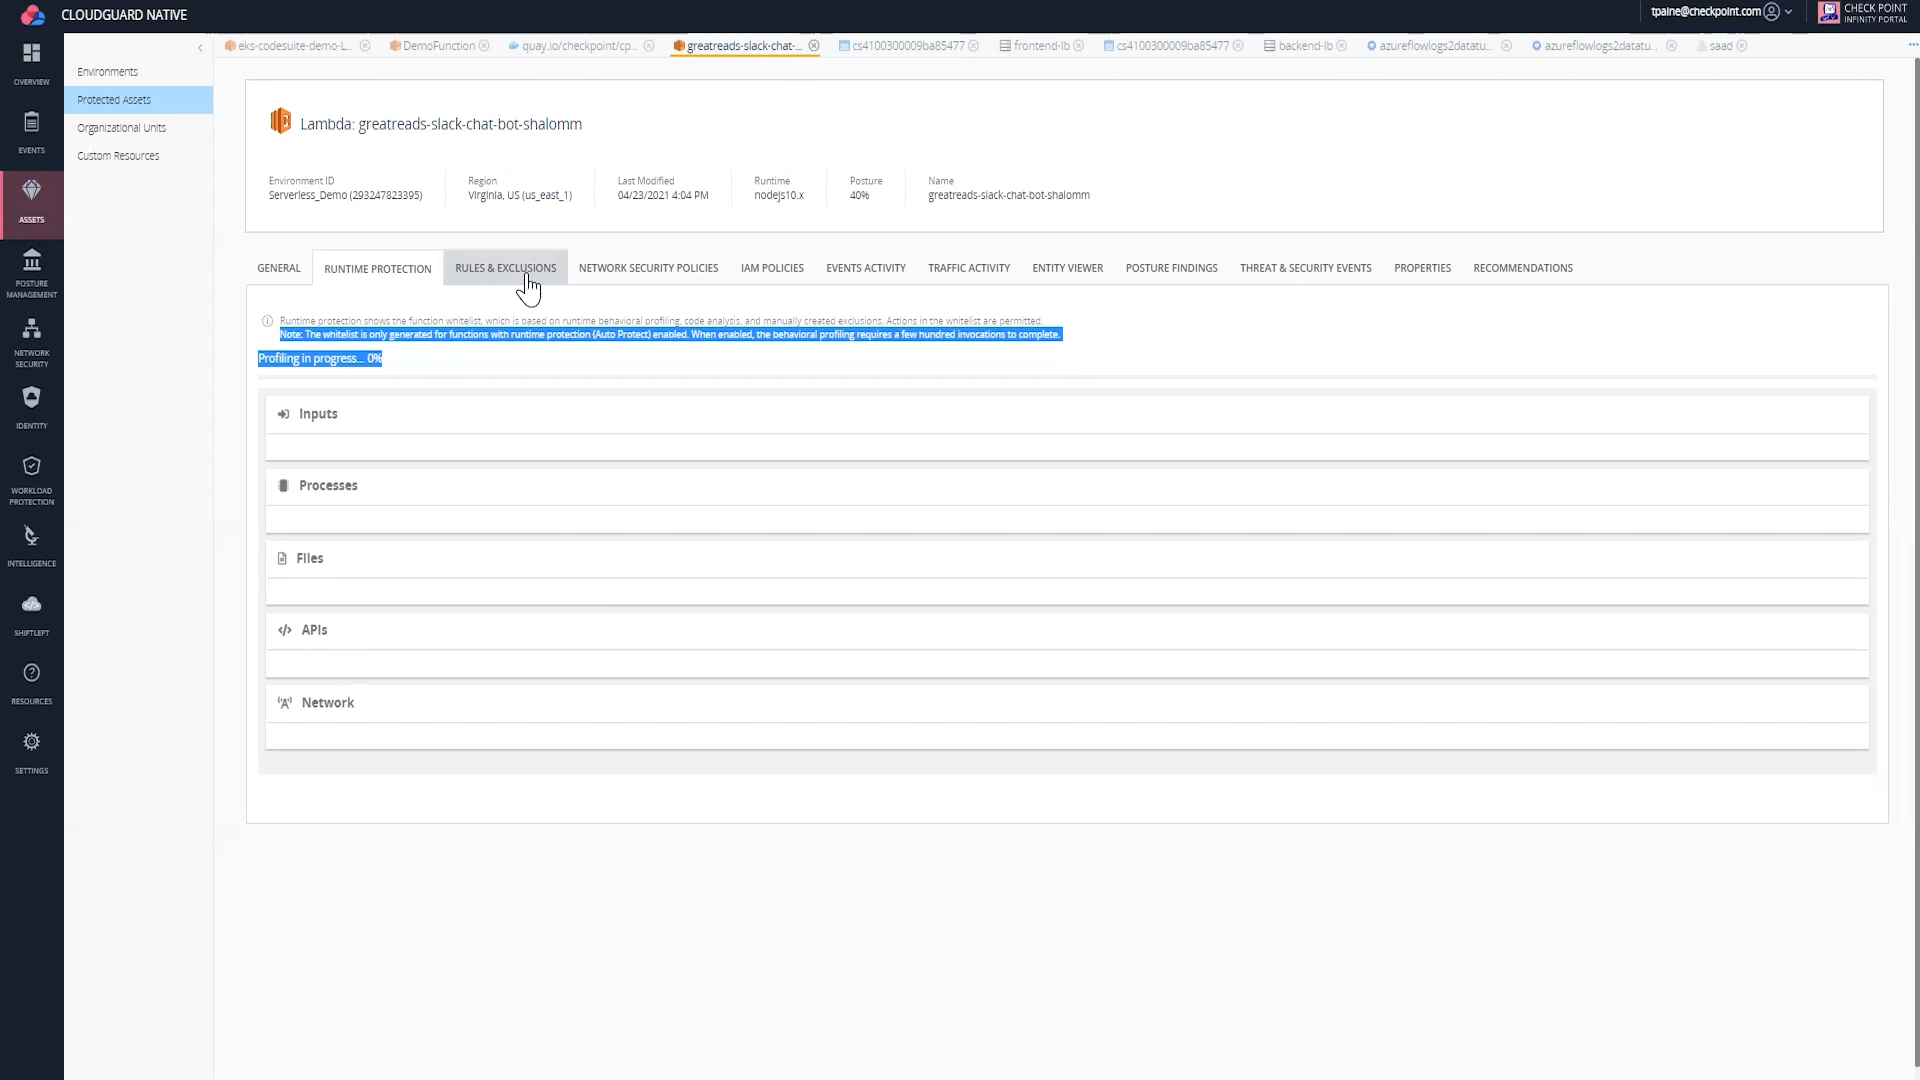 CLOUDGUARD NATIVE
tpaine@checkpoint.com
CHECK POINT
INFINITY PORTAL
OVERVIEW
EVENTS
ASSETS
POSTURE
MANAGEMENT
NETWORK
SECURITY
IDENTITY
WORKLOAD
PROTECTION
INTELLIGENCE
SHIFTLEFT
RESOURCES
SETTINGS
Environments
Protected Assets
Organizational Units
Custom Resources
eks-codesuite-demo-L... DemoFunction quay.io/checkpoint/cp... greatreads-slack-chat-... cs4100300009ba85477 frontend-lb cs4100300009ba85477 backend-lb azureflowlogs2datatu... azureflowlogs2datatu... saad ...
Lambda: greatreads-slack-chat-bot-shalomm
Environment ID Region Last Modified Runtime Posture Name
Serverless_Demo (293247823395) Virginia, US (us_east_1) 04/23/2021 4:04 PM nodejs10.x 40% greatreads-slack-chat-bot-shalomm
GENERAL RUNTIME PROTECTION RULES & EXCLUSIONS NETWORK SECURITY POLICIES IAM POLICIES EVENTS ACTIVITY TRAFFIC ACTIVITY ENTITY VIEWER POSTURE FINDINGS THREAT & SECURITY EVENTS PROPERTIES RECOMMENDATIONS
Runtime protection shows the function whitelist, which is based on runtime behavioral profiling, code analysis, and manually created exclusions. Actions in the whitelist are permitted.
Note: The whitelist is only generated for functions with runtime protection (Auto Protect) enabled. When enabled, the behavioral profiling requires a few hundred invocations to complete.
Profiling in progress... 0%
Inputs
Processes
Files
APIs
Network